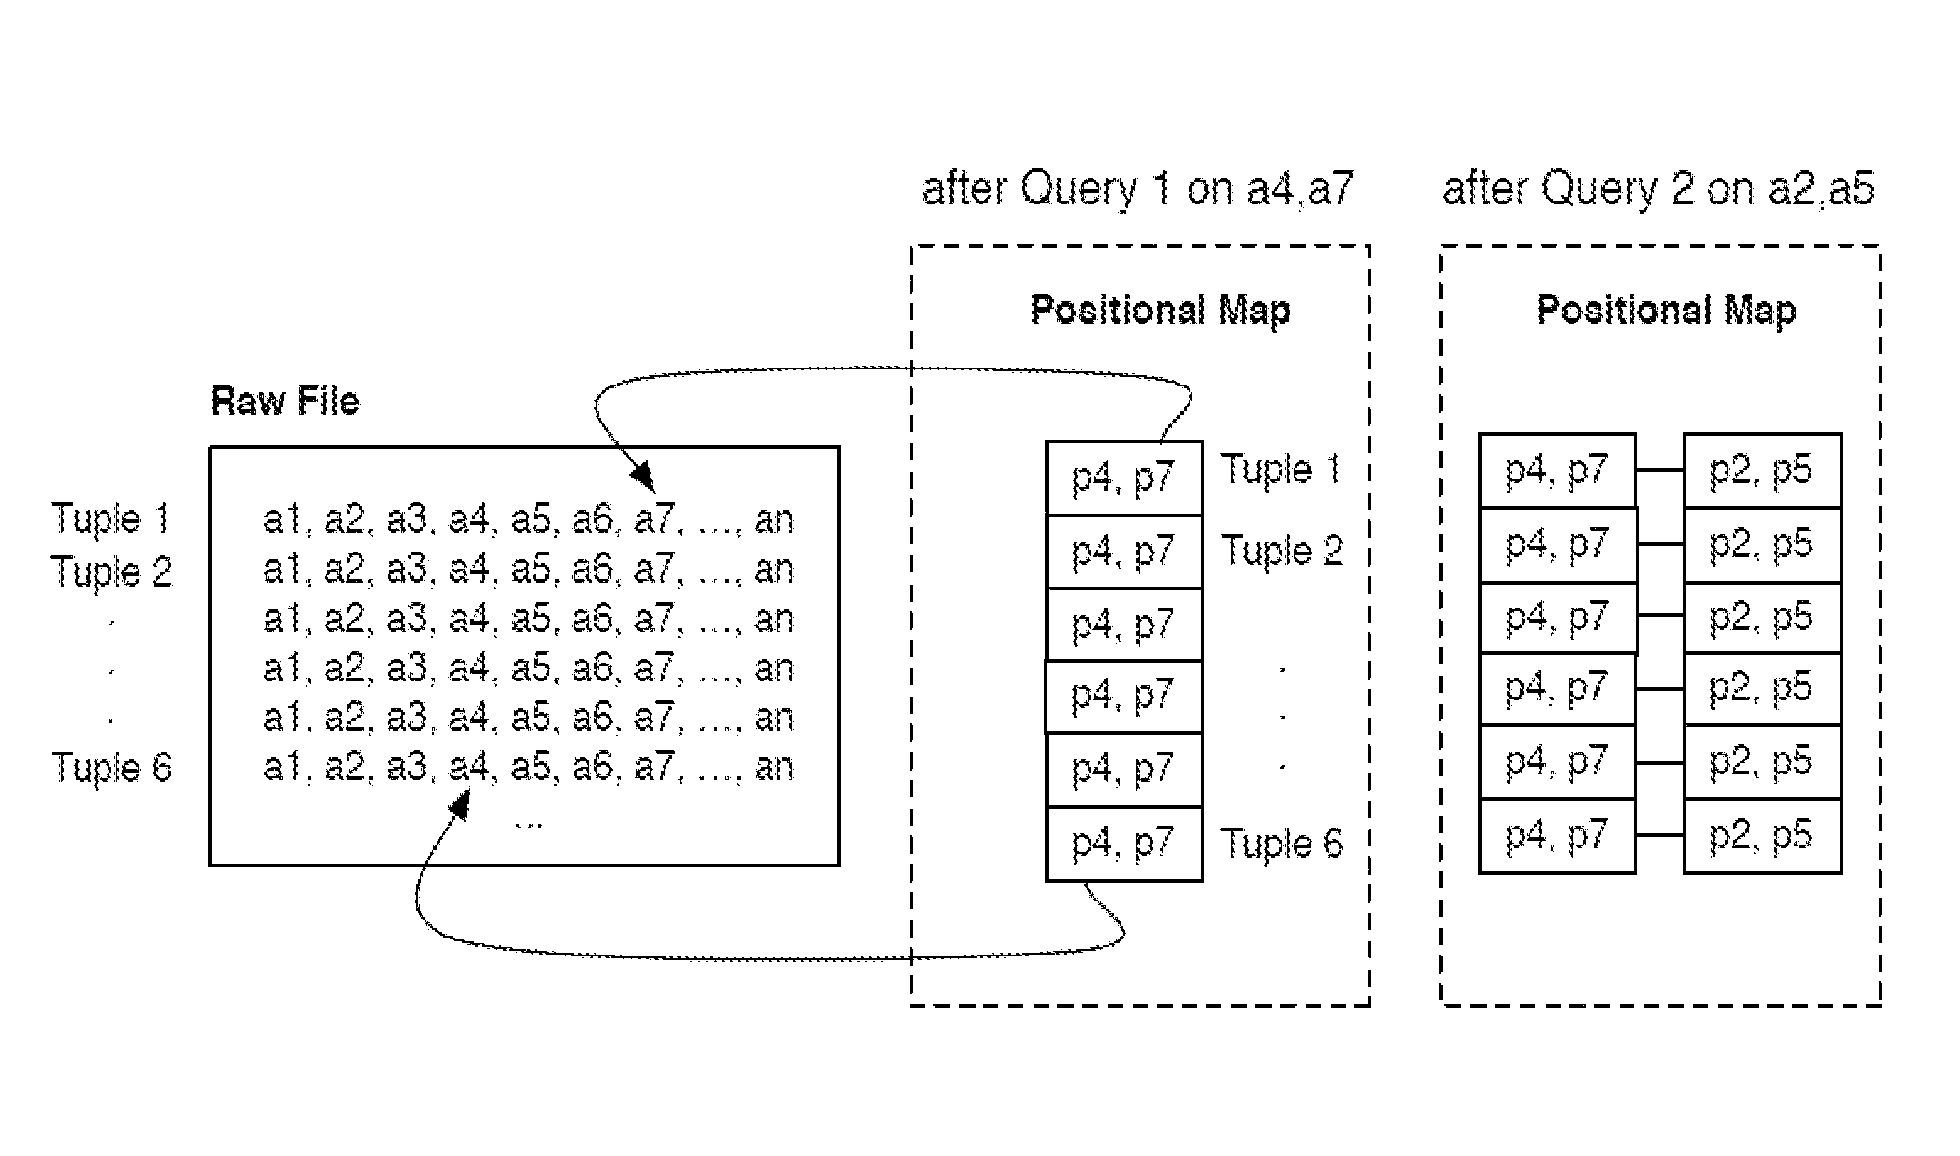 after Query 1 on a4,a7
after Query 2 on a2,a5
Positional Map
Positional Map
Raw File
Tuple 1
a1, a2, a3, a4, a5, a6, a7, ..., an
Tuple 2
a1, a2, a3, a4, a5, a6, a7, ..., an
.
a1, a2, a3, a4, a5, a6, a7, ..., an
.
a1, a2, a3, a4, a5, a6, a7, ..., an
.
a1, a2, a3, a4, a5, a6, a7, ..., an
Tuple 6
a1, a2, a3, a4, a5, a6, a7, ..., an
...
p4, p7
Tuple 1
p4, p7
Tuple 2
p4, p7
.
p4, p7
.
p4, p7
.
p4, p7
Tuple 6
p4, p7
p2, p5
p4, p7
p2, p5
p4, p7
p2, p5
p4, p7
p2, p5
p4, p7
p2, p5
p4, p7
p2, p5